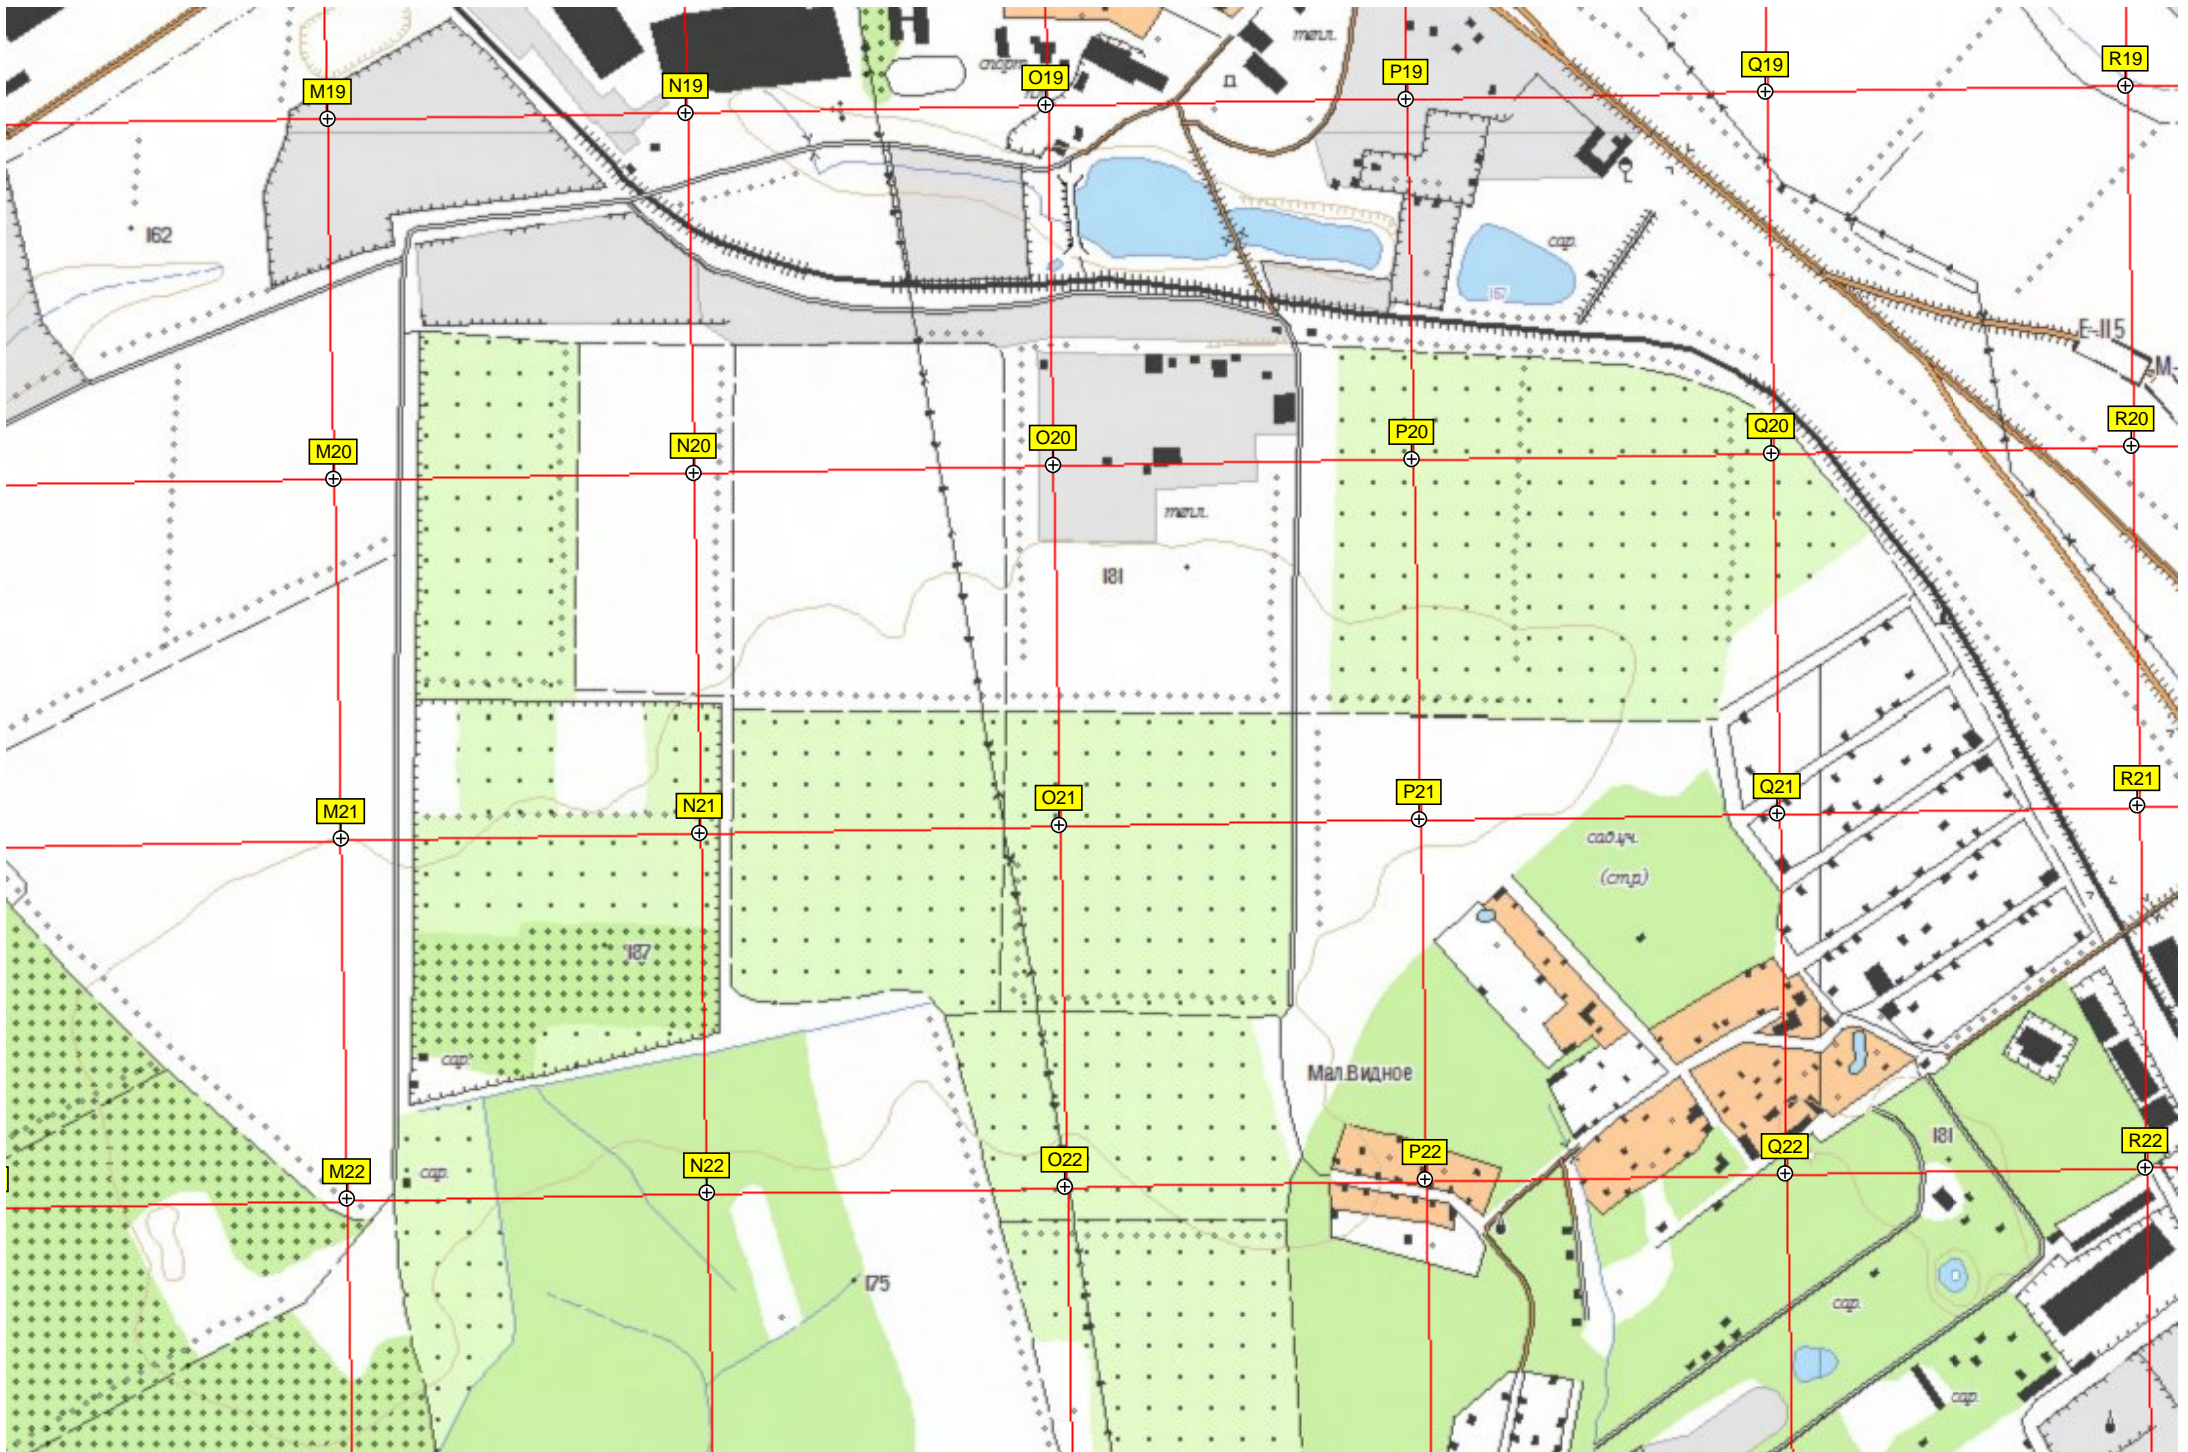 тепл.
спорт.
M19
N19
O19
P19
Q19
R19
162
сар.
167
E-115
M-
M20
N20
O20
P20
Q20
R20
тепл.
181
M21
N21
O21
P21
Q21
R21
сад.уч.
(стр.)
187
сар.
Мал.Видное
181
M22
сар.
N22
O22
P22
Q22
R22
175
сар.
сар.